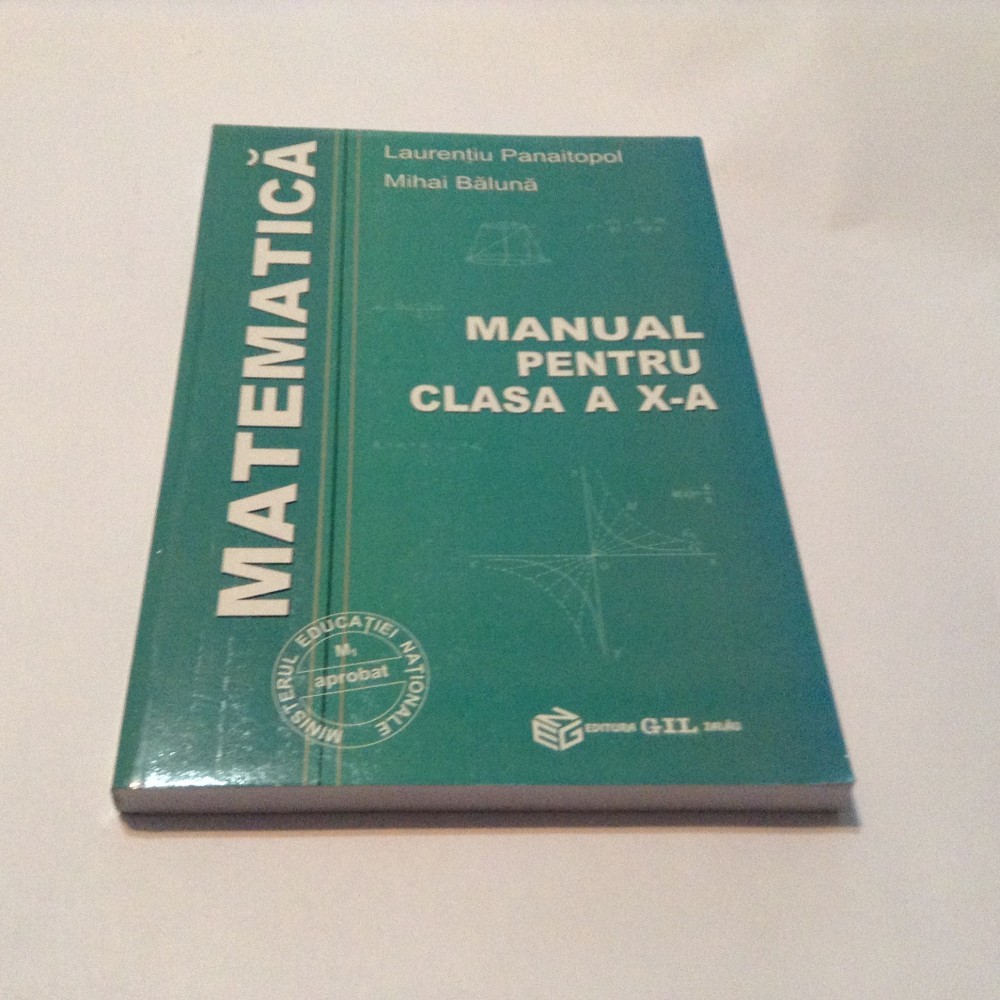 MATEMATICĂ
Laurențiu Panaitopol
Mihai Bălună
MANUAL
PENTRU
CLASA A X-A
MINISTERUL EDUCAȚIEI NAȚIONALE
M1
aprobat
EDITURA GIL ZALĂU